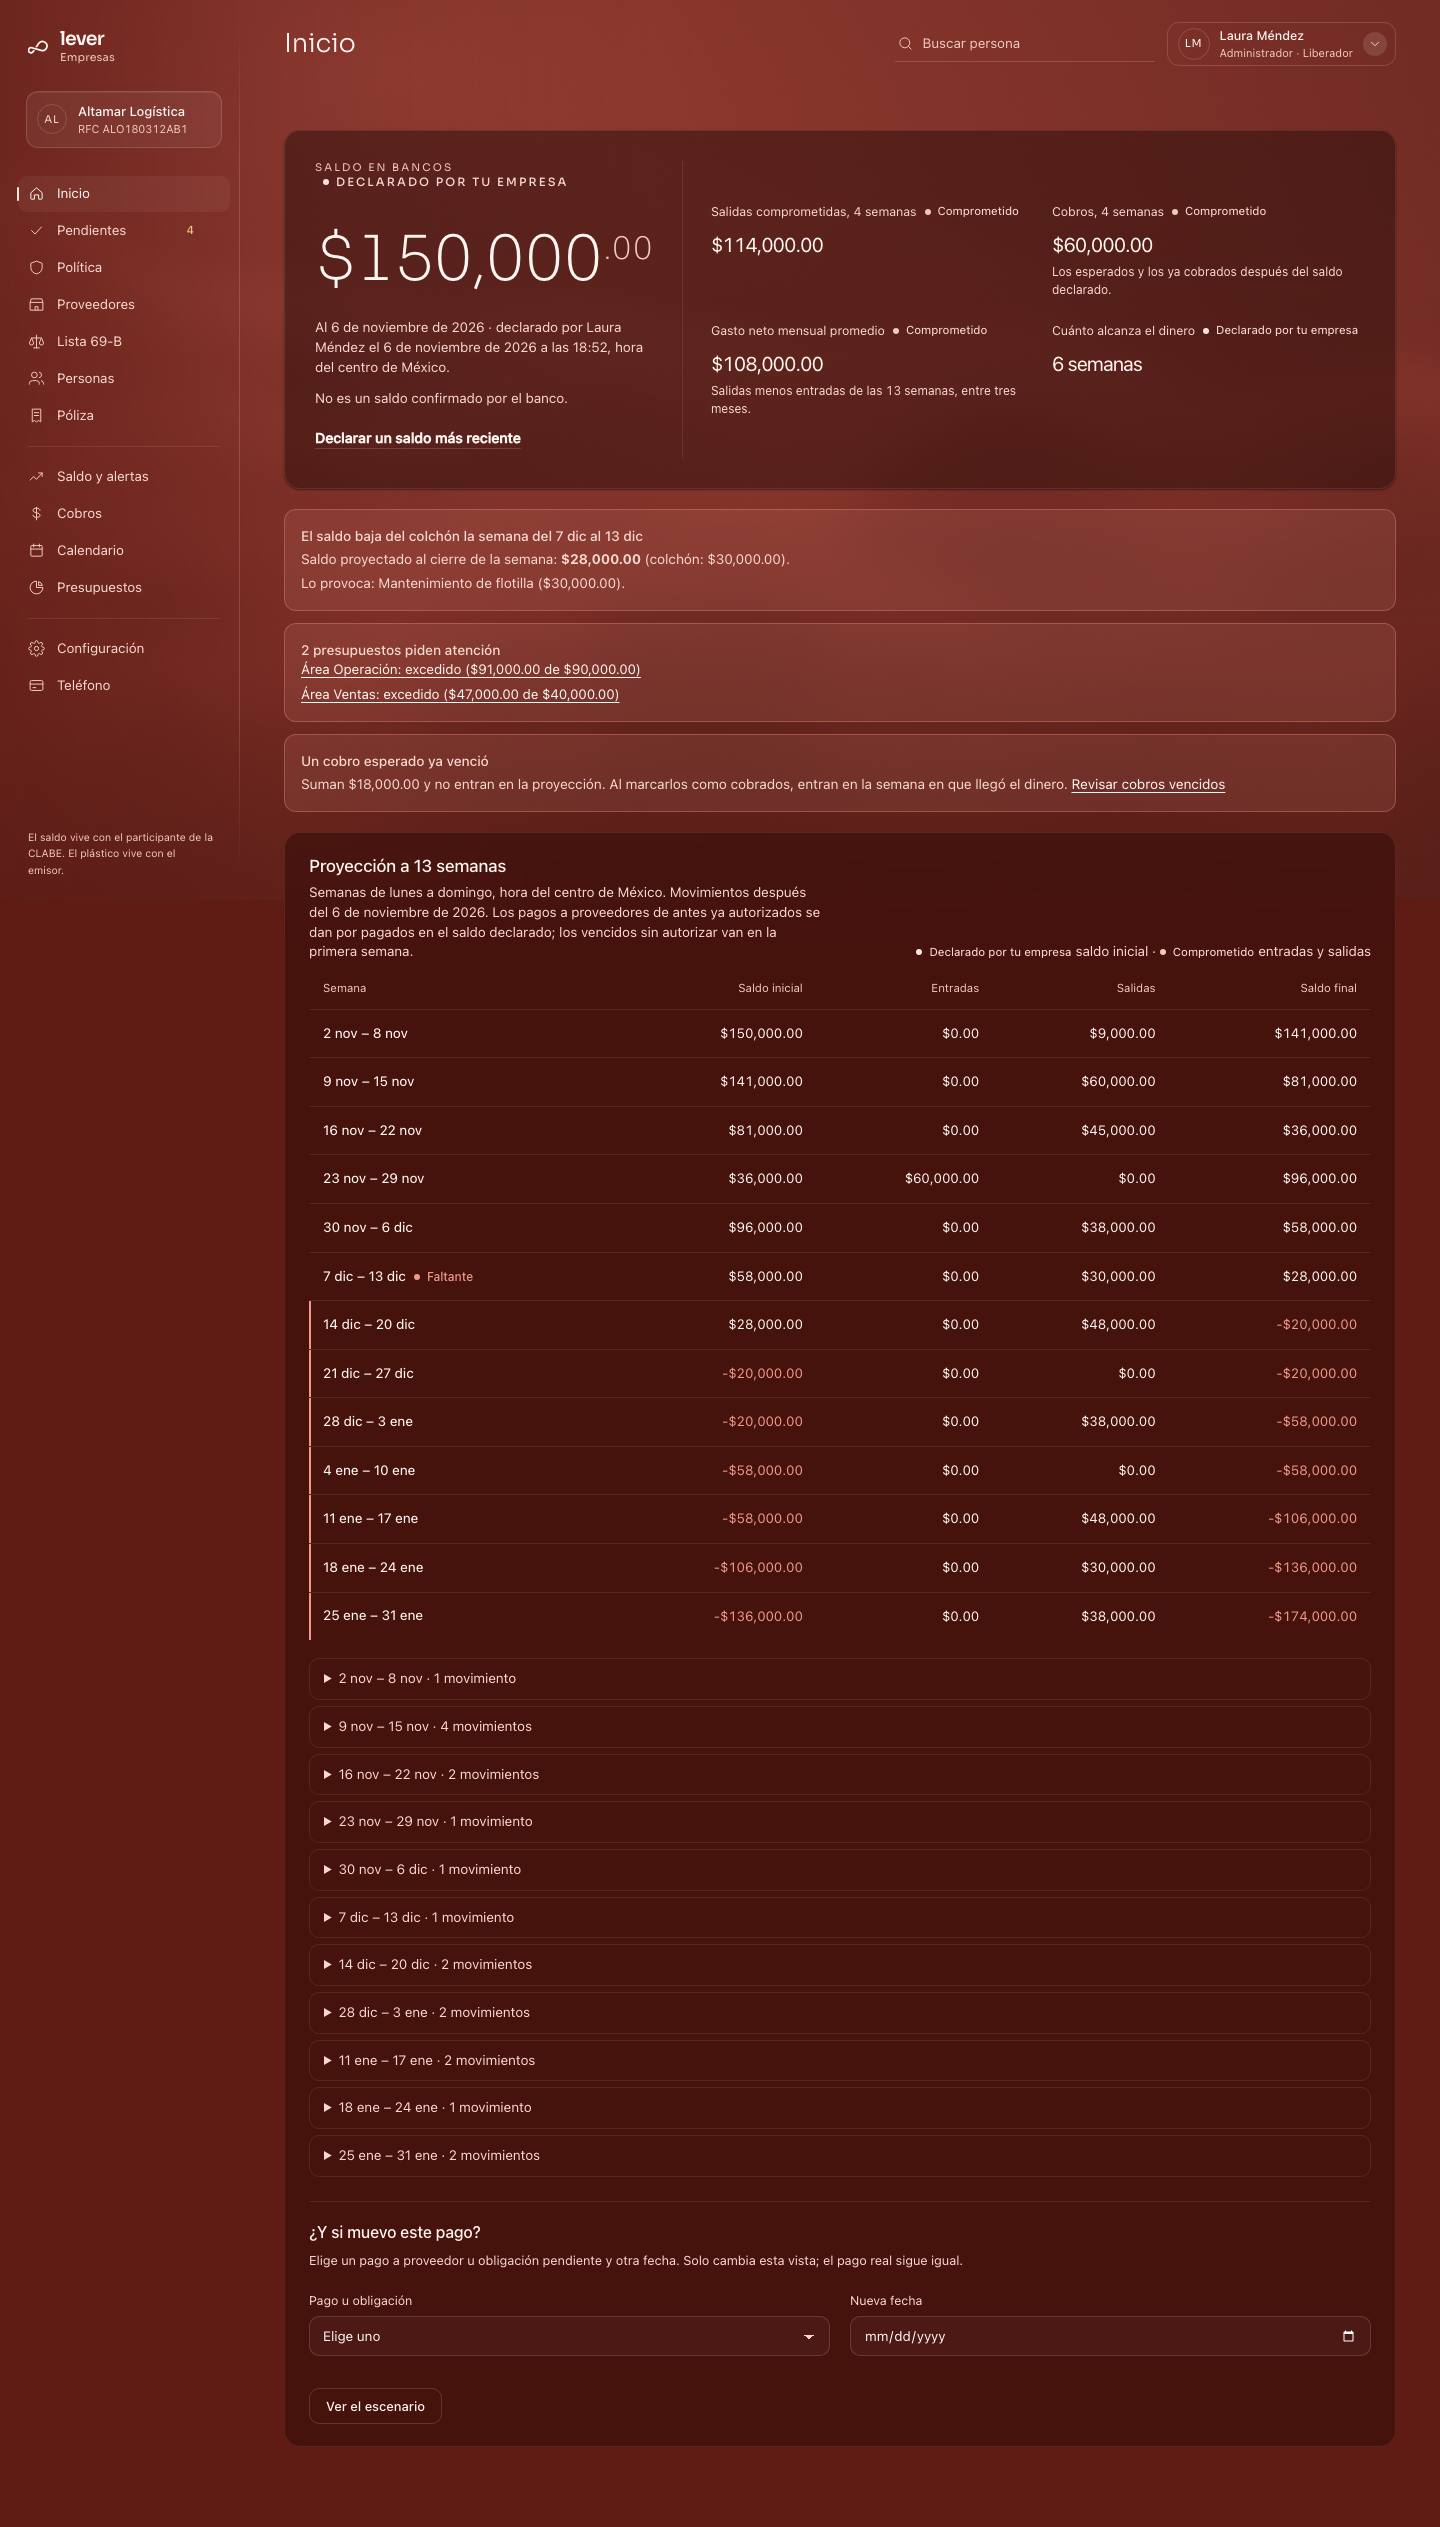 lever
Empresas
AL
Altamar Logística
RFC ALO180312AB1
Inicio
Pendientes 4
Política
Proveedores
Lista 69-B
Personas
Póliza
Saldo y alertas
Cobros
Calendario
Presupuestos
Configuración
Teléfono
El saldo vive con el participante de la
CLABE. El plástico vive con el
emisor.
Inicio
Buscar persona
LM
Laura Méndez
Administrador · Liberador
SALDO EN BANCOS
DECLARADO POR TU EMPRESA
$150,000.00
Al 6 de noviembre de 2026 · declarado por Laura
Méndez el 6 de noviembre de 2026 a las 18:52, hora
del centro de México.
No es un saldo confirmado por el banco.
Declarar un saldo más reciente
Salidas comprometidas, 4 semanas Comprometido
$114,000.00
Cobros, 4 semanas Comprometido
$60,000.00
Los esperados y los ya cobrados después del saldo
declarado.
Gasto neto mensual promedio Comprometido
$108,000.00
Salidas menos entradas de las 13 semanas, entre tres
meses.
Cuánto alcanza el dinero Declarado por tu empresa
6 semanas
El saldo baja del colchón la semana del 7 dic al 13 dic
Saldo proyectado al cierre de la semana: $28,000.00 (colchón: $30,000.00).
Lo provoca: Mantenimiento de flotilla ($30,000.00).
2 presupuestos piden atención
Área Operación: excedido ($91,000.00 de $90,000.00)
Área Ventas: excedido ($47,000.00 de $40,000.00)
Un cobro esperado ya venció
Suman $18,000.00 y no entran en la proyección. Al marcarlos como cobrados, entran en la semana en que llegó el dinero. Revisar cobros vencidos
Proyección a 13 semanas
Semanas de lunes a domingo, hora del centro de México. Movimientos después
del 6 de noviembre de 2026. Los pagos a proveedores de antes ya autorizados se
dan por pagados en el saldo declarado; los vencidos sin autorizar van en la
primera semana.
Declarado por tu empresa saldo inicial · Comprometido entradas y salidas
Semana Saldo inicial Entradas Salidas Saldo final
2 nov – 8 nov $150,000.00 $0.00 $9,000.00 $141,000.00
9 nov – 15 nov $141,000.00 $0.00 $60,000.00 $81,000.00
16 nov – 22 nov $81,000.00 $0.00 $45,000.00 $36,000.00
23 nov – 29 nov $36,000.00 $60,000.00 $0.00 $96,000.00
30 nov – 6 dic $96,000.00 $0.00 $38,000.00 $58,000.00
7 dic – 13 dic Faltante $58,000.00 $0.00 $30,000.00 $28,000.00
14 dic – 20 dic $28,000.00 $0.00 $48,000.00 -$20,000.00
21 dic – 27 dic -$20,000.00 $0.00 $0.00 -$20,000.00
28 dic – 3 ene -$20,000.00 $0.00 $38,000.00 -$58,000.00
4 ene – 10 ene -$58,000.00 $0.00 $0.00 -$58,000.00
11 ene – 17 ene -$58,000.00 $0.00 $48,000.00 -$106,000.00
18 ene – 24 ene -$106,000.00 $0.00 $30,000.00 -$136,000.00
25 ene – 31 ene -$136,000.00 $0.00 $38,000.00 -$174,000.00
2 nov – 8 nov · 1 movimiento
9 nov – 15 nov · 4 movimientos
16 nov – 22 nov · 2 movimientos
23 nov – 29 nov · 1 movimiento
30 nov – 6 dic · 1 movimiento
7 dic – 13 dic · 1 movimiento
14 dic – 20 dic · 2 movimientos
28 dic – 3 ene · 2 movimientos
11 ene – 17 ene · 2 movimientos
18 ene – 24 ene · 1 movimiento
25 ene – 31 ene · 2 movimientos
¿Y si muevo este pago?
Elige un pago a proveedor u obligación pendiente y otra fecha. Solo cambia esta vista; el pago real sigue igual.
Pago u obligación
Elige uno
Nueva fecha
mm/dd/yyyy
Ver el escenario